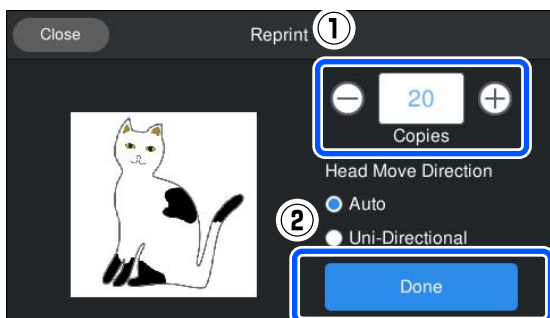 Close
Reprint
①
20
Copies
Head Move Direction
Auto
②
Uni-Directional
Done